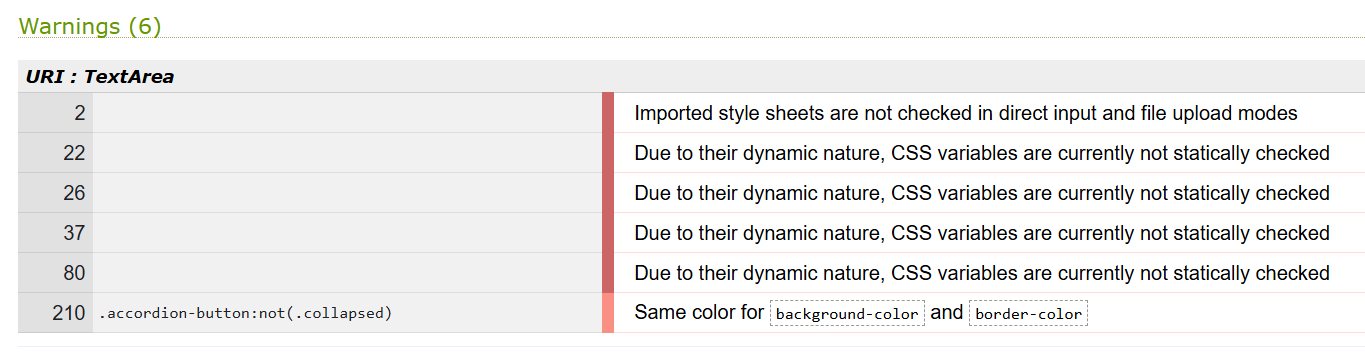 Warnings (6)
URI : TextArea
2 Imported style sheets are not checked in direct input and file upload modes
22 Due to their dynamic nature, CSS variables are currently not statically checked
26 Due to their dynamic nature, CSS variables are currently not statically checked
37 Due to their dynamic nature, CSS variables are currently not statically checked
80 Due to their dynamic nature, CSS variables are currently not statically checked
210 .accordion-button:not(.collapsed) Same color for background-color and border-color